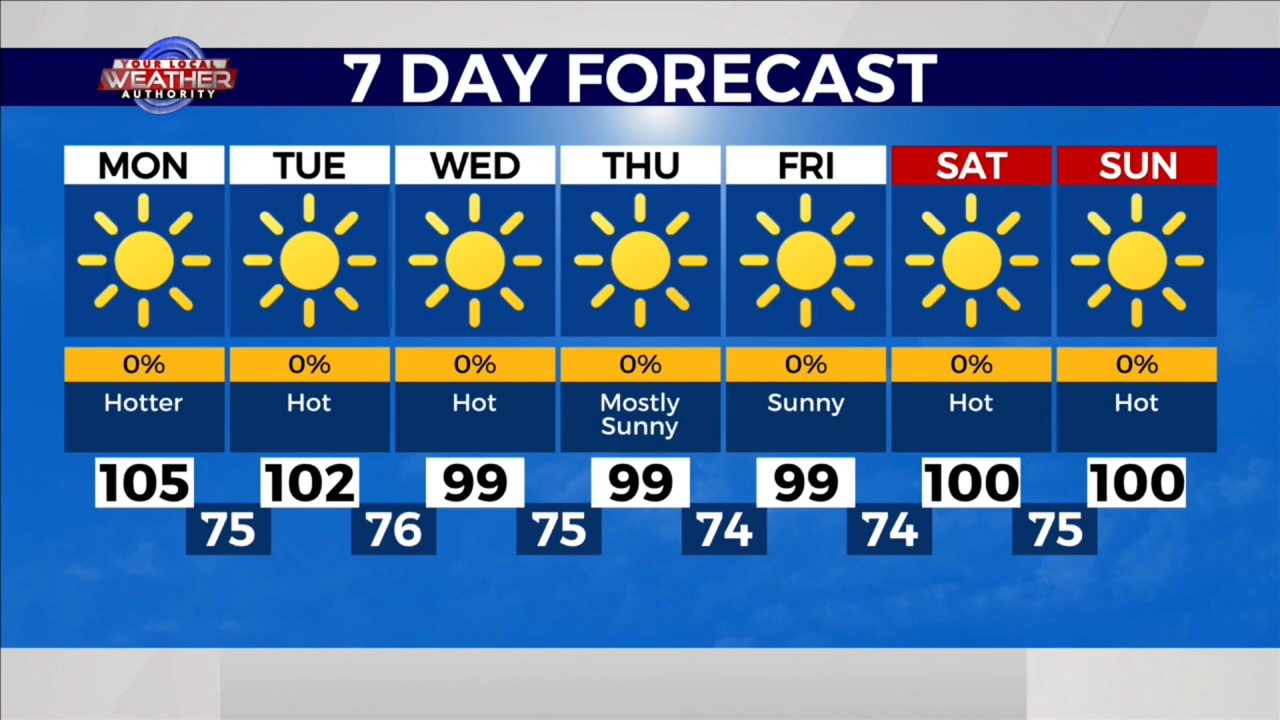 YOUR LOCAL
WEATHER
AUTHORITY
7 DAY FORECAST
MON TUE WED THU FRI SAT SUN
0% 0% 0% 0% 0% 0% 0%
Hotter Hot Hot Mostly Sunny Hot Hot
Sunny
105 102 99 99 99 100 100
75 76 75 74 74 75